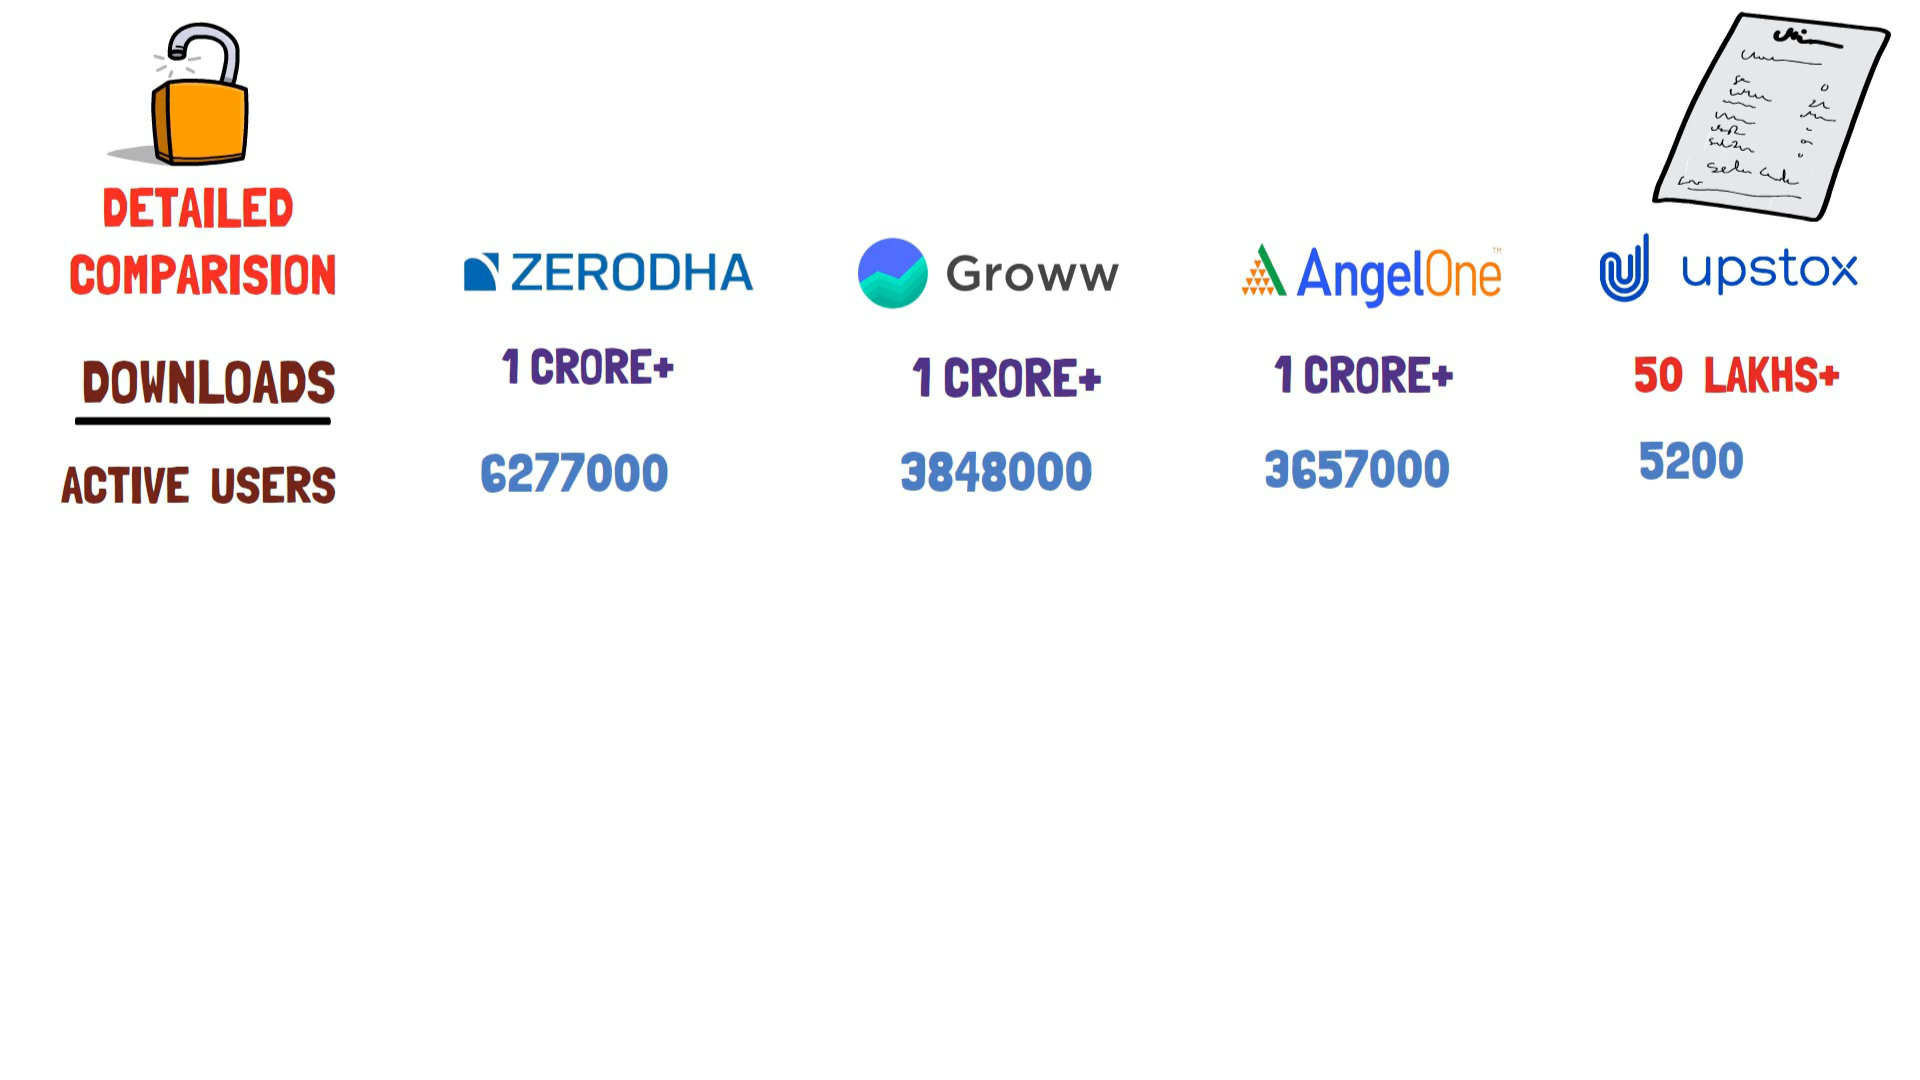 DETAILED
COMPARISION
ZERODHA
Groww
AngelOne™
upstox
DOWNLOADS
1 CRORE+
1 CRORE+
1 CRORE+
50 LAKHS+
ACTIVE USERS
6277000
3848000
3657000
5200